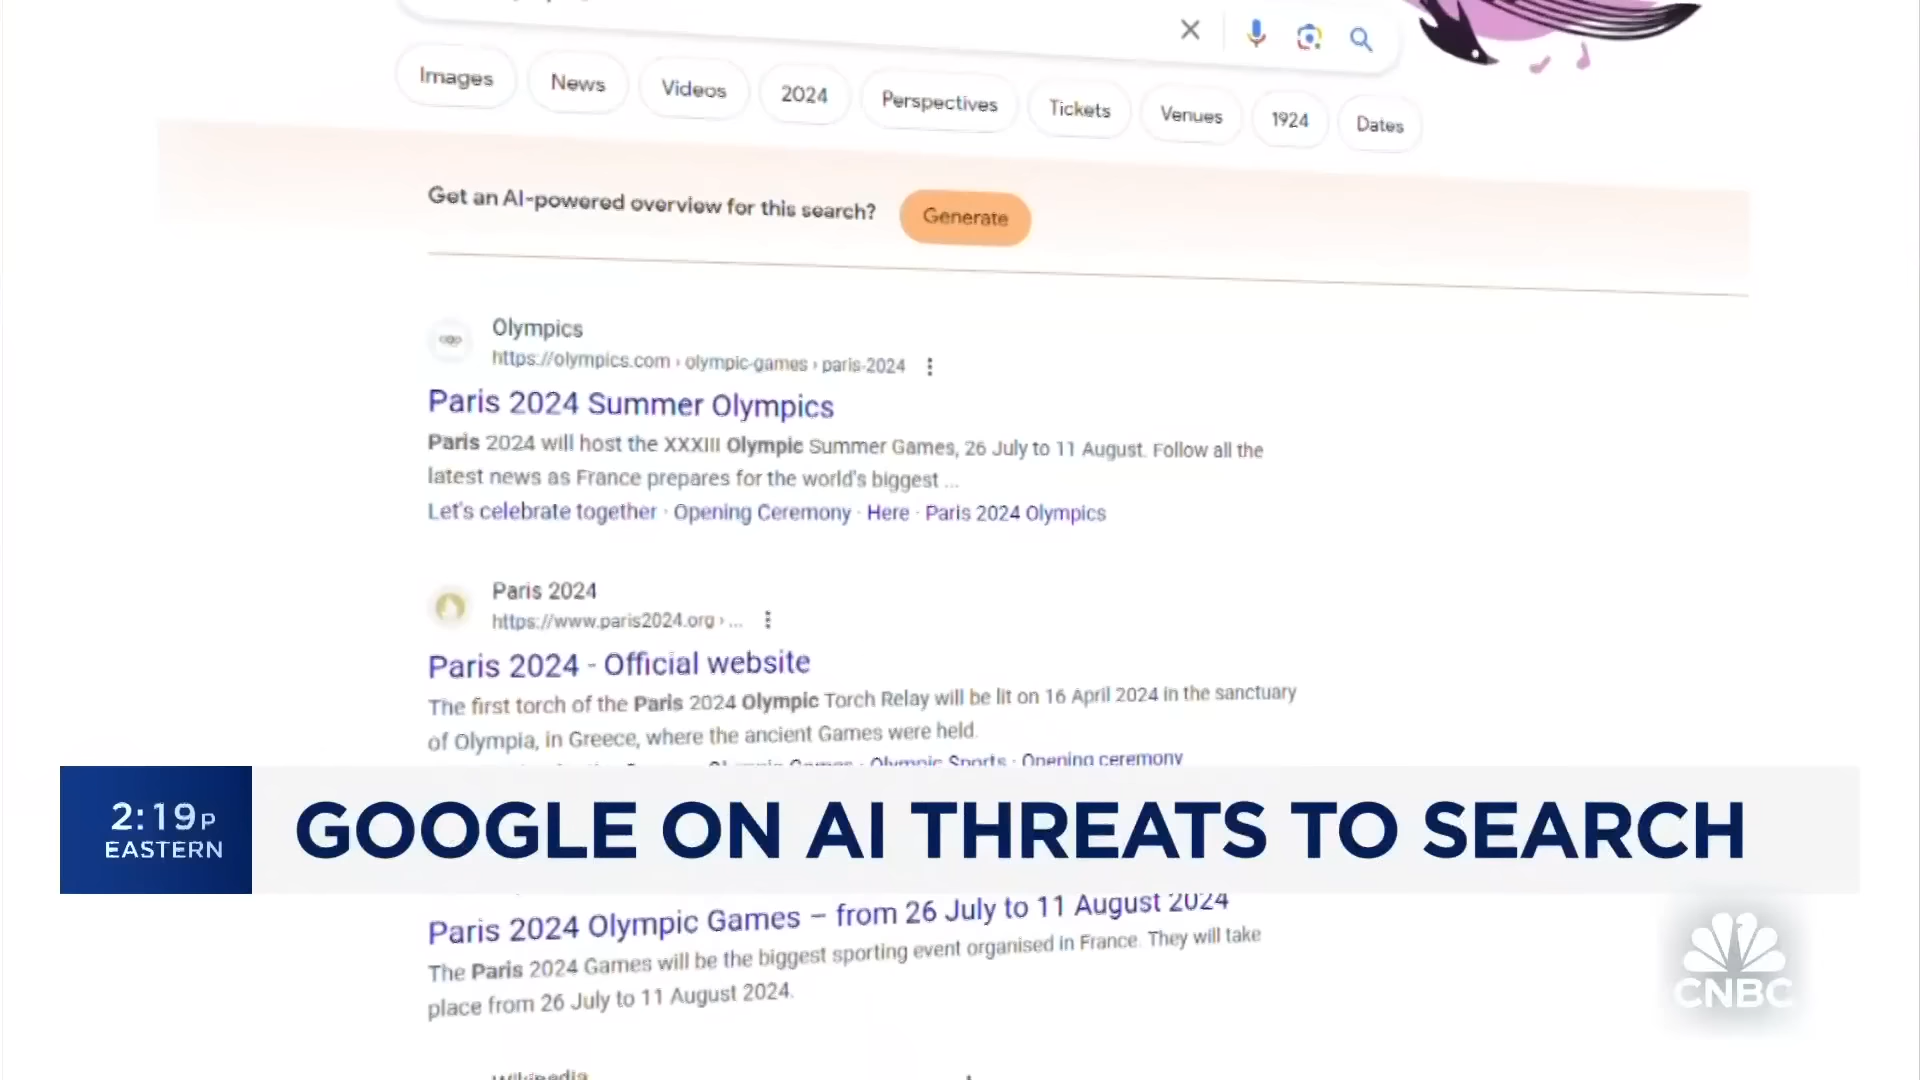 Images
News
Videos
2024
Perspectives
Tickets
Venues
1924
Dates
Get an AI-powered overview for this search?
Generate
Olympics
https://olympics.com › olympic-games › paris-2024
Paris 2024 Summer Olympics
Paris 2024 will host the XXXIII Olympic Summer Games, 26 July to 11 August. Follow all the
latest news as France prepares for the world's biggest ...
Let's celebrate together · Opening Ceremony · Here · Paris 2024 Olympics
Paris 2024
https://www.paris2024.org › ...
Paris 2024 - Official website
The first torch of the Paris 2024 Olympic Torch Relay will be lit on 16 April 2024 in the sanctuary
of Olympia, in Greece, where the ancient Games were held.
Olympic Games · Olympic Sports · Opening ceremony
2:19P
EASTERN
GOOGLE ON AI THREATS TO SEARCH
Paris 2024 Olympic Games – from 26 July to 11 August 2024
The Paris 2024 Games will be the biggest sporting event organised in France. They will take
place from 26 July to 11 August 2024.
CNBC
Wikipedia